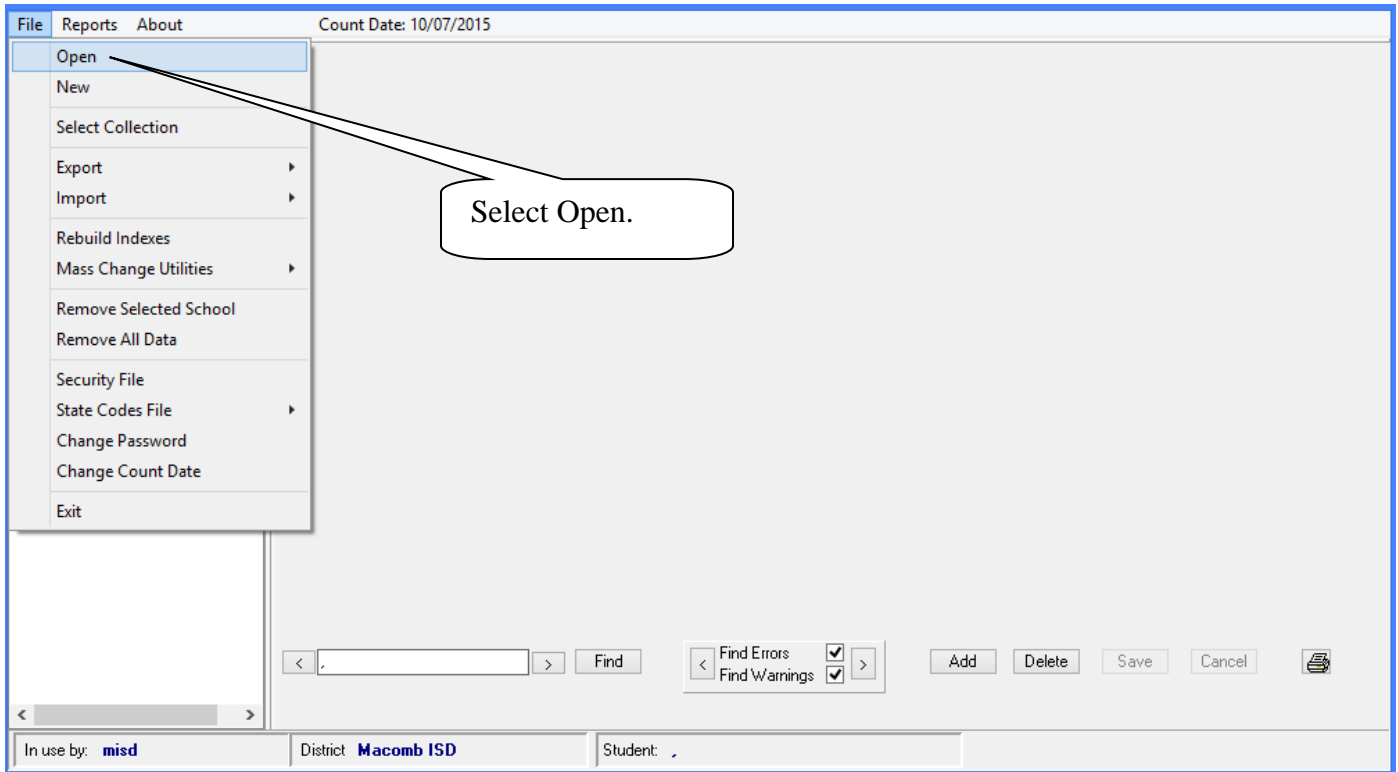 File Reports About Count Date: 10/07/2015
Open
New
Select Collection
Export
Import
Select Open.
Rebuild Indexes
Mass Change Utilities
Remove Selected School
Remove All Data
Security File
State Codes File
Change Password
Change Count Date
Exit
< , > Find < Find Errors > Add Delete Save Cancel
Find Warnings
< >
In use by: misd District Macomb ISD Student: ,